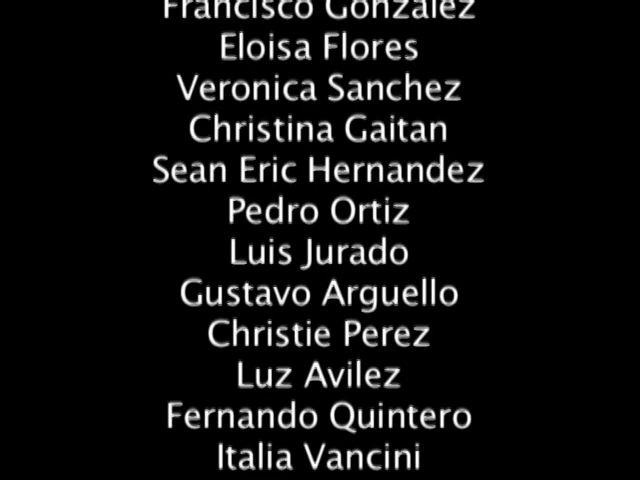 Francisco Gonzalez
Eloisa Flores
Veronica Sanchez
Christina Gaitan
Sean Eric Hernandez
Pedro Ortiz
Luis Jurado
Gustavo Arguello
Christie Perez
Luz Avilez
Fernando Quintero
Italia Vancini